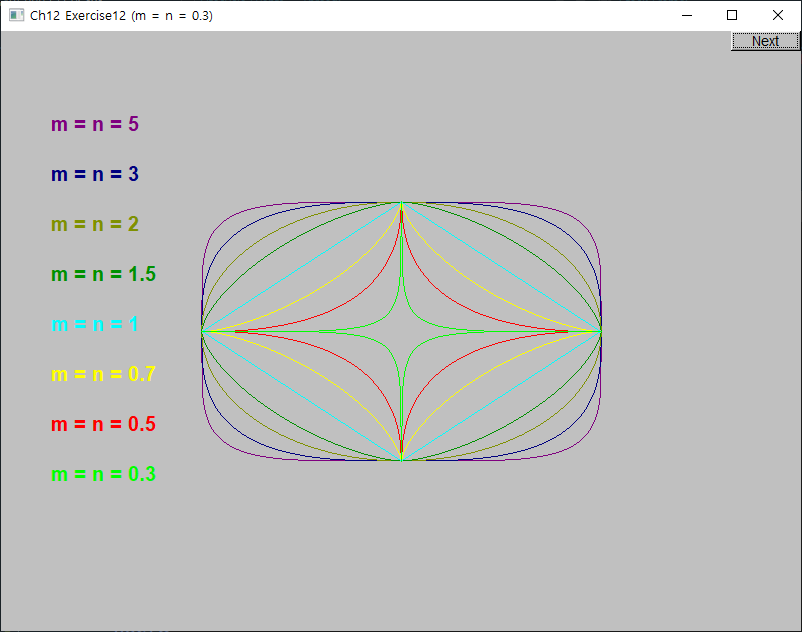 Ch12 Exercise12 (m = n = 0.3)
Next
m = n = 5
m = n = 3
m = n = 2
m = n = 1.5
m = n = 1
m = n = 0.7
m = n = 0.5
m = n = 0.3